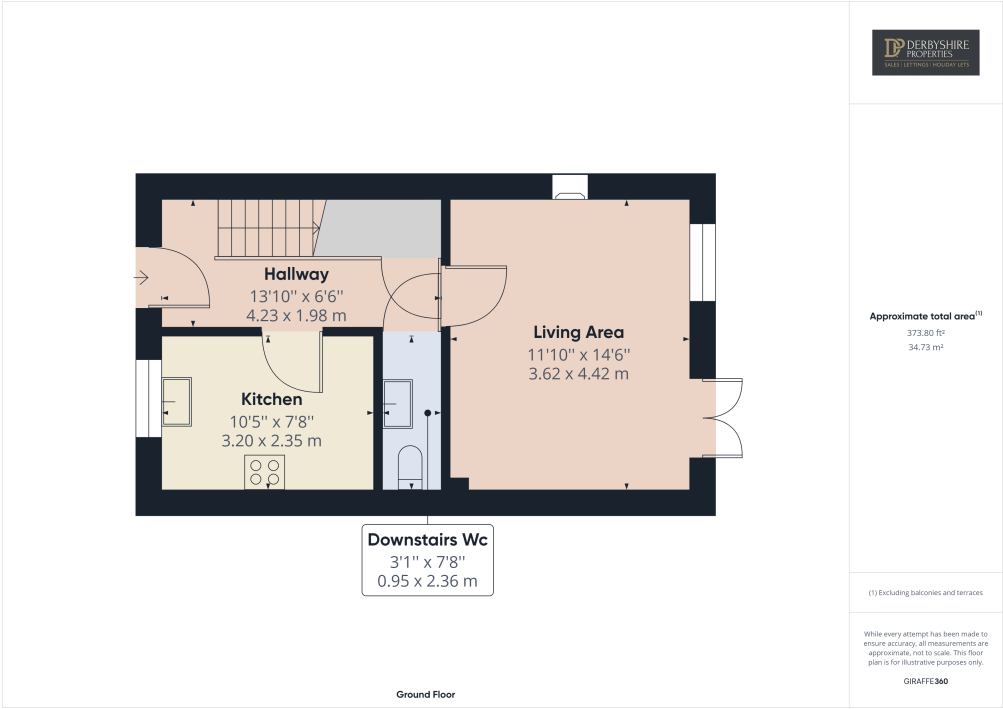 DP DERBYSHIRE
PROPERTIES
SALES | LETTINGS | HOLIDAY LETS
Hallway
13'10'' x 6'6''
4.23 x 1.98 m
Living Area
11'10'' x 14'6''
3.62 x 4.42 m
Kitchen
10'5'' x 7'8''
3.20 x 2.35 m
Downstairs Wc
3'1'' x 7'8''
0.95 x 2.36 m
Ground Floor
Approximate total area(1)
373.80 ft²
34.73 m²
(1) Excluding balconies and terraces
While every attempt has been made to
ensure accuracy, all measurements are
approximate, not to scale. This floor
plan is for illustrative purposes only.
GIRAFFE360